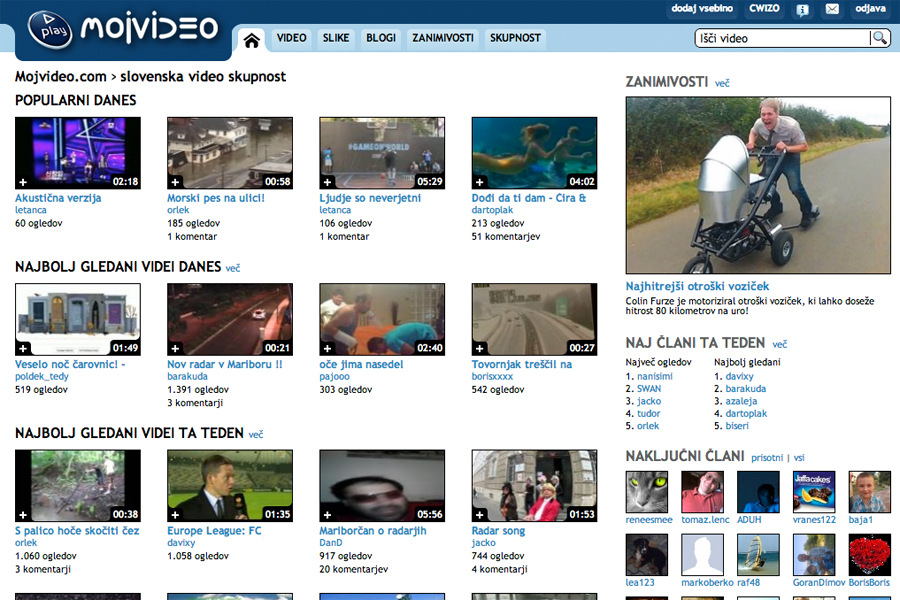 play mojvideo
dodaj vsebino CWIZO odjava
VIDEO SLIKE BLOGI ZANIMIVOSTI SKUPNOST
Išči video
Mojvideo.com > slovenska video skupnost
POPULARNI DANES
02:18 00:58 #GAMEONWORLD 05:29 04:02
Akustična verzija
letanca
60 ogledov
Morski pes na ulici!
orlek
185 ogledov
1 komentar
Ljudje so neverjetni
letanca
106 ogledov
1 komentar
Dođi da ti dam - Cira &
dartoplak
213 ogledov
51 komentarjev
NAJBOLJ GLEDANI VIDEI DANES več
01:49 00:21 02:40 00:27
Veselo noč čarovnic! -
poldek_tedy
519 ogledov
Nov radar v Mariboru !!
barakuda
1.391 ogledov
3 komentarji
oče jima nasedel
pajooo
303 ogledov
Tovornjak treščil na
borisxxxx
542 ogledov
NAJBOLJ GLEDANI VIDEI TA TEDEN več
00:38 01:35 05:56 01:53
S palico hoče skočiti čez
orlek
1.060 ogledov
3 komentarji
Europe League: FC
davixy
1.058 ogledov
Mariborčan o radarjih
DanD
917 ogledov
20 komentarjev
Radar song
jacko
744 ogledov
4 komentarji
ZANIMIVOSTI več
Najhitrejši otroški voziček
Colin Furze je motoriziral otroški voziček, ki lahko doseže
hitrost 80 kilometrov na uro!
NAJ ČLANI TA TEDEN več
Največ ogledov
1. nanisimi
2. SWAN
3. jacko
4. tudor
5. orlek
Najbolj gledani
1. davixy
2. barakuda
3. azaleja
4. dartoplak
5. biseri
NAKLJUČNI ČLANI prisotni | vsi
Jaffacakes
reneesmee tomaz.lenc ADUH vranes122 baja1
lea123 markoberko raf48 GoranDimov BorisBoris